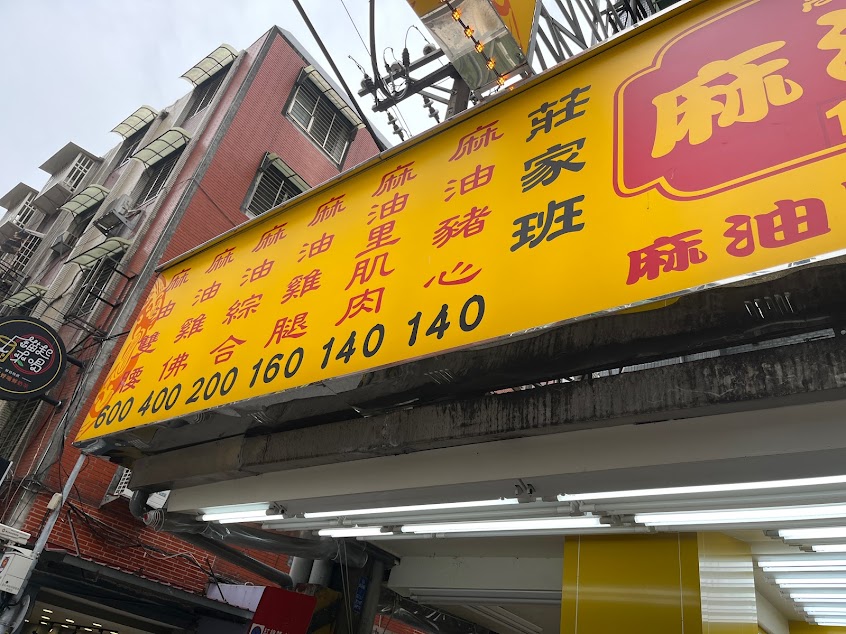 莊家班
麻油豬心 140
麻油里肌肉 140
麻油雞腿 160
麻油綜合 200
麻油雞佛 400
麻油雙腰 600
麻
麻油